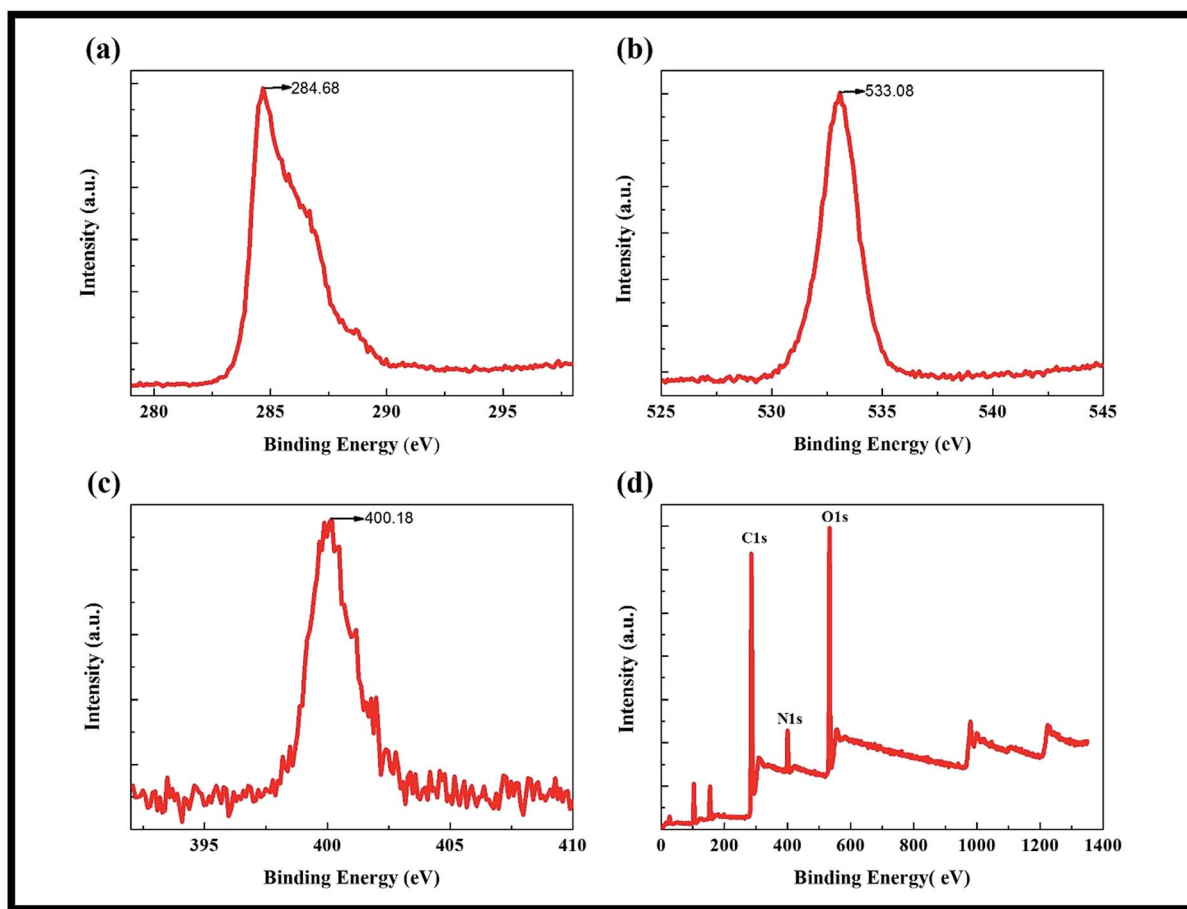 (a)
284.68
Intensity (a.u.)
280 285 290 295
Binding Energy (eV)
(b)
533.08
Intensity (a.u.)
525 530 535 540 545
Binding Energy (eV)
(c)
400.18
Intensity (a.u.)
395 400 405 410
Binding Energy (eV)
(d)
O1s
C1s
N1s
Intensity (a.u.)
0 200 400 600 800 1000 1200 1400
Binding Energy( eV)